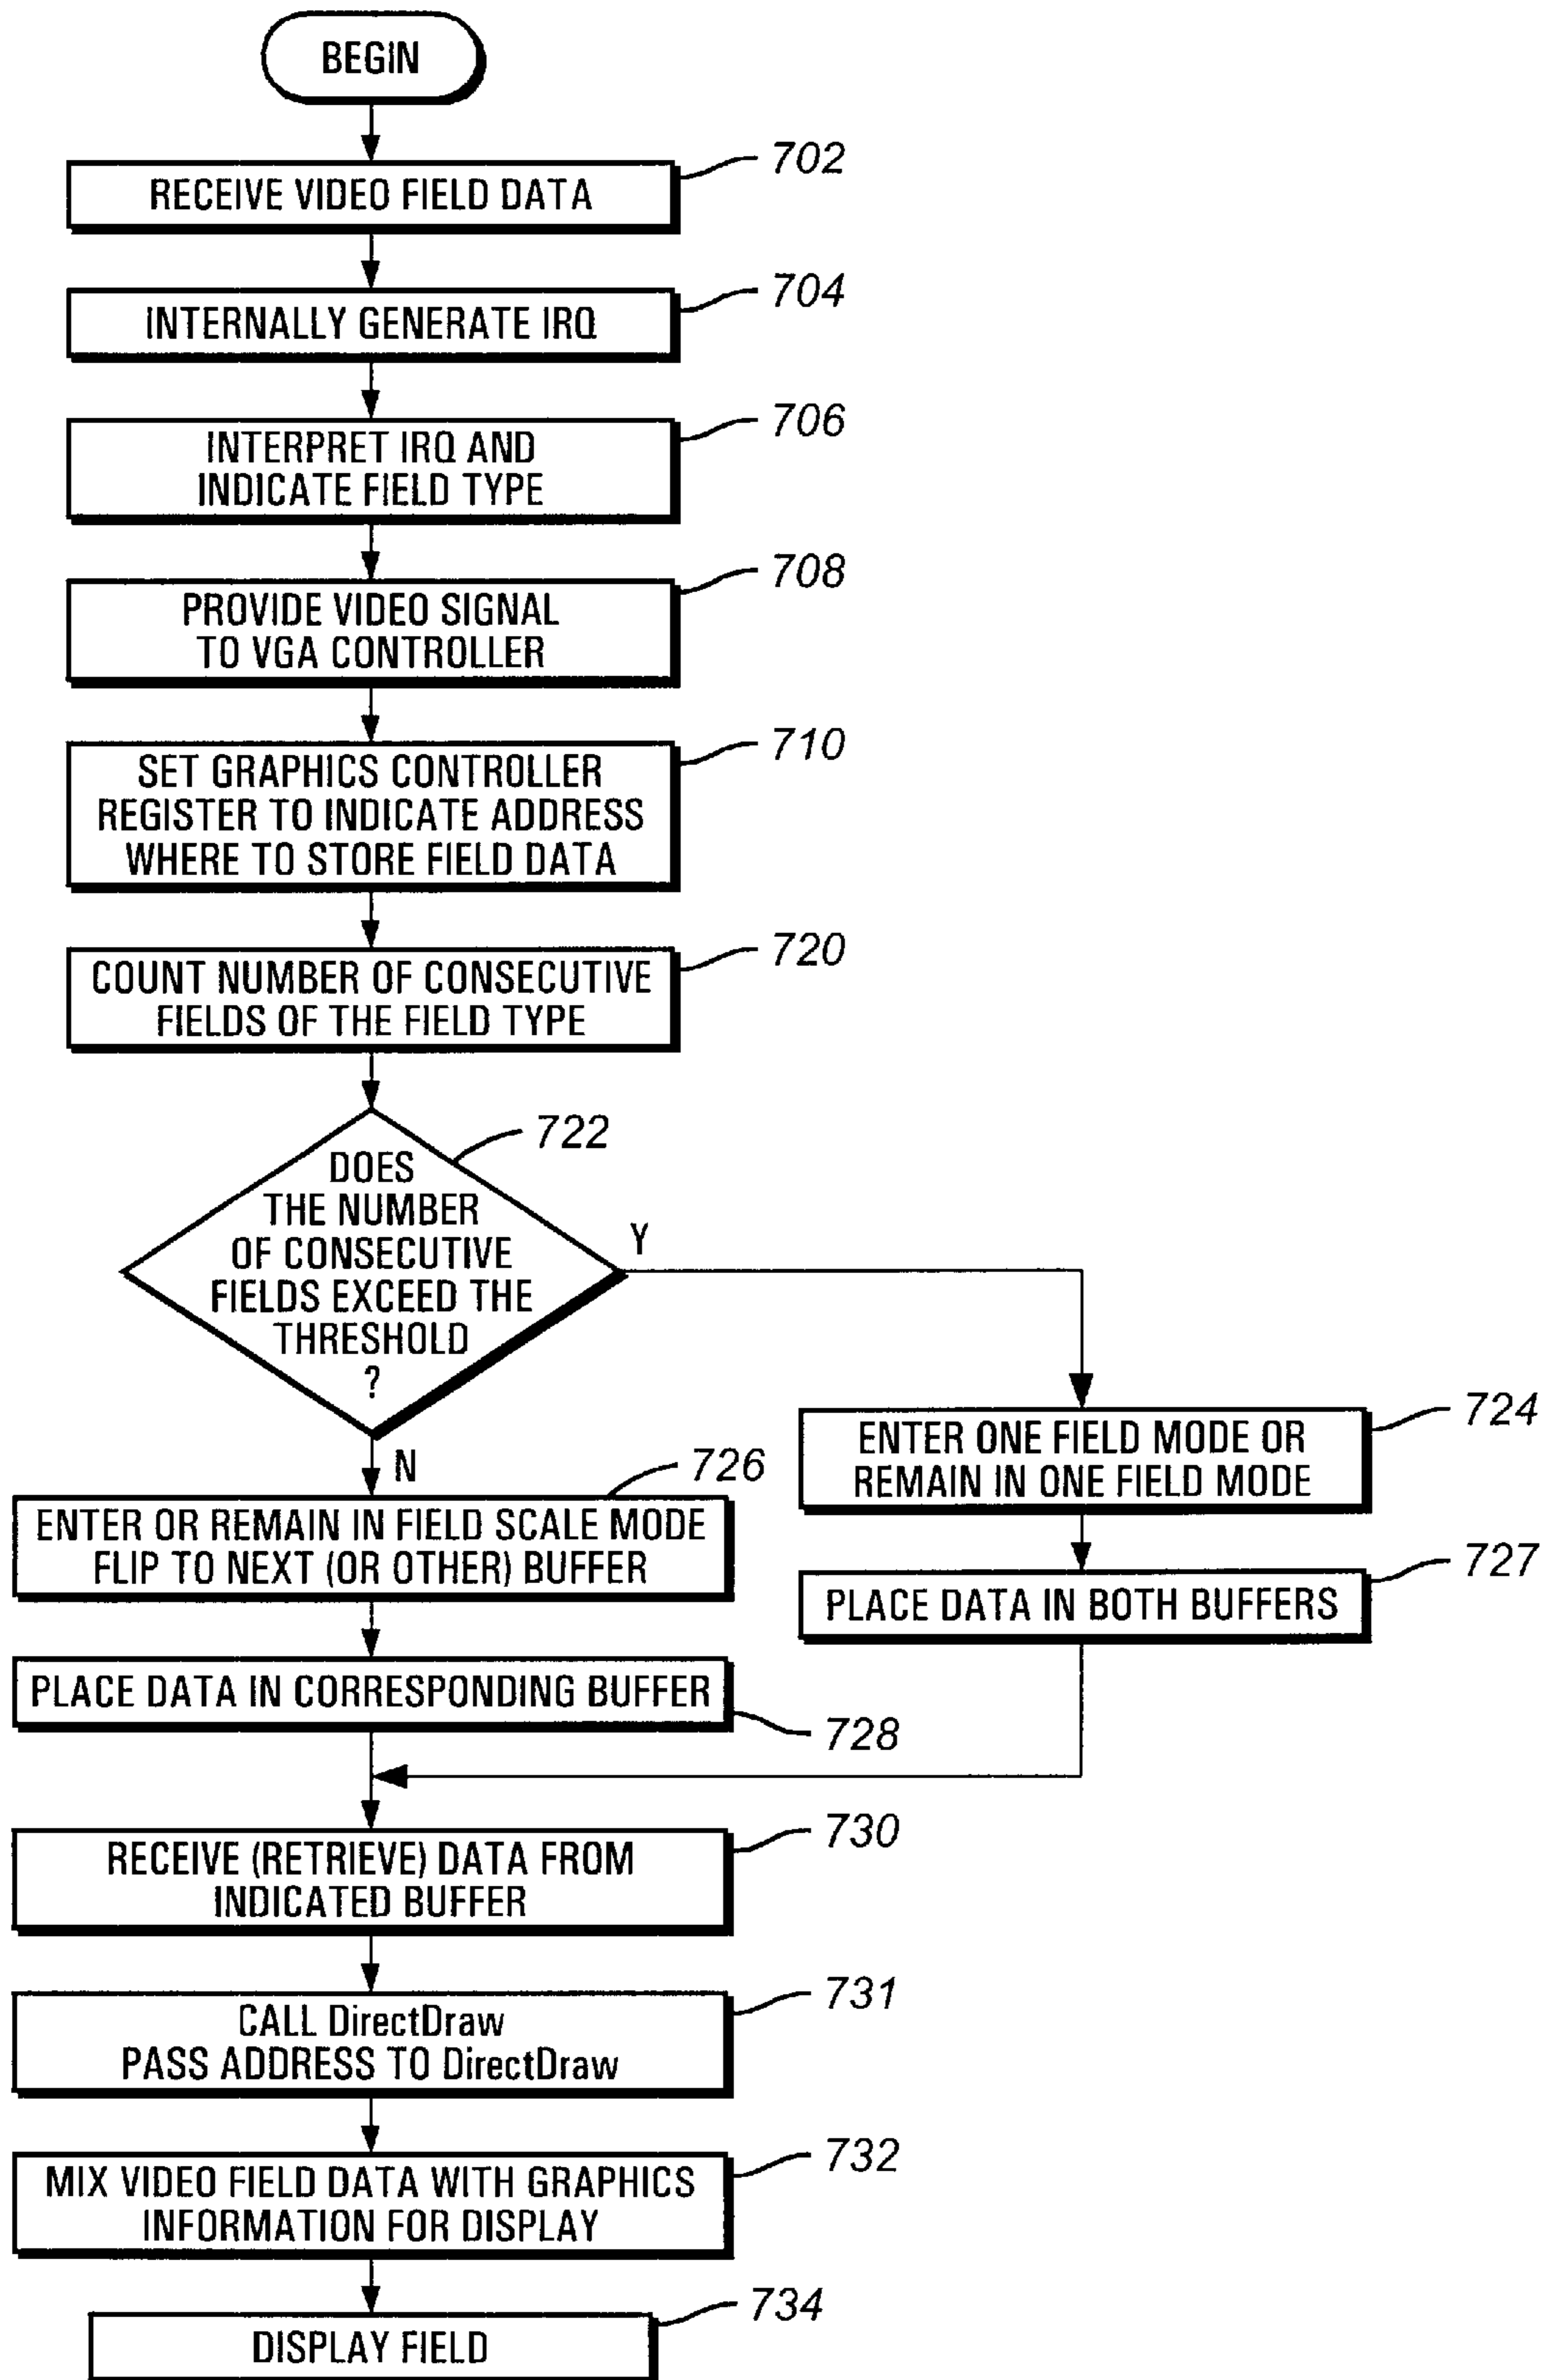 BEGIN
702
RECEIVE VIDEO FIELD DATA
704
INTERNALLY GENERATE IRQ
706
INTERPRET IRQ AND
INDICATE FIELD TYPE
708
PROVIDE VIDEO SIGNAL
TO VGA CONTROLLER
710
SET GRAPHICS CONTROLLER
REGISTER TO INDICATE ADDRESS
WHERE TO STORE FIELD DATA
720
COUNT NUMBER OF CONSECUTIVE
FIELDS OF THE FIELD TYPE
722
DOES
THE NUMBER
OF CONSECUTIVE
FIELDS EXCEED THE
THRESHOLD
?
Y
724
ENTER ONE FIELD MODE OR
REMAIN IN ONE FIELD MODE
727
PLACE DATA IN BOTH BUFFERS
N
726
ENTER OR REMAIN IN FIELD SCALE MODE
FLIP TO NEXT (OR OTHER) BUFFER
PLACE DATA IN CORRESPONDING BUFFER
728
730
RECEIVE (RETRIEVE) DATA FROM
INDICATED BUFFER
731
CALL DirectDraw
PASS ADDRESS TO DirectDraw
732
MIX VIDEO FIELD DATA WITH GRAPHICS
INFORMATION FOR DISPLAY
734
DISPLAY FIELD